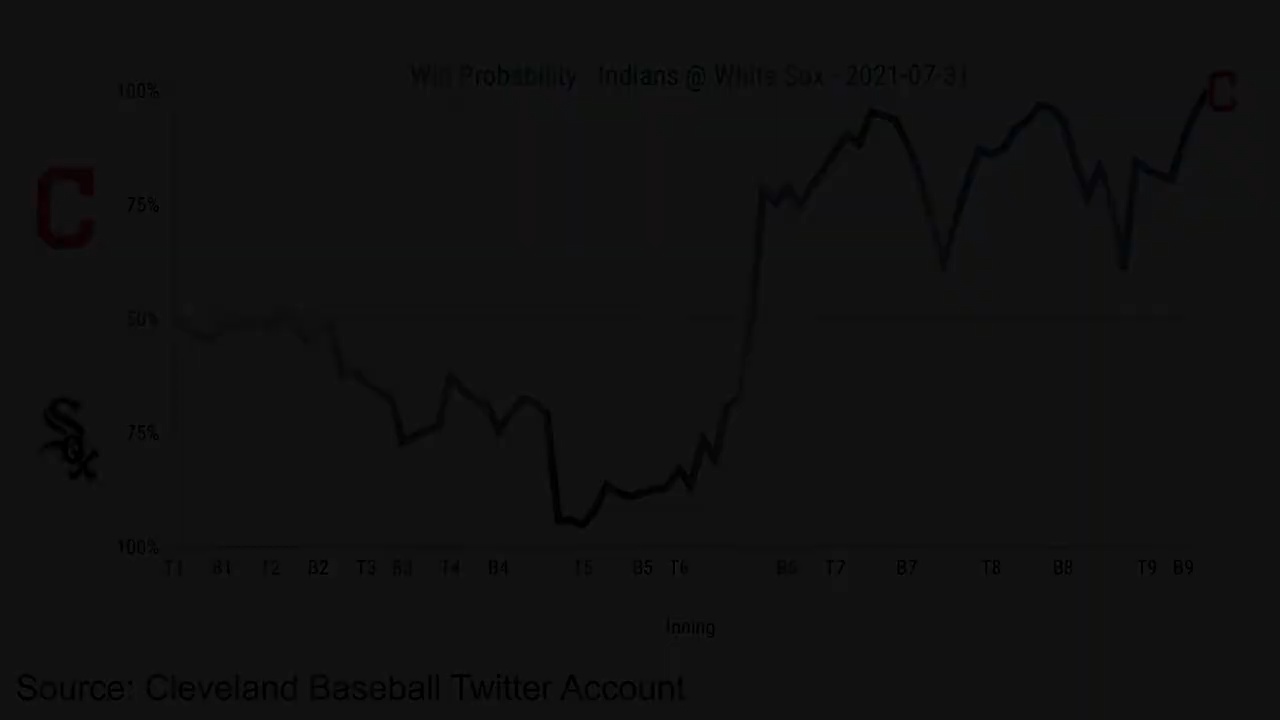 Win Probability - Indians @ White Sox - 2021-07-31
100%
C
C
75%
50%
Sox
75%
100%
T1 B1 T2 B2 T3 B3 T4 B4 T5 B5 T6 B6 T7 B7 T8 B8 T9 B9
Inning
Source: Cleveland Baseball Twitter Account